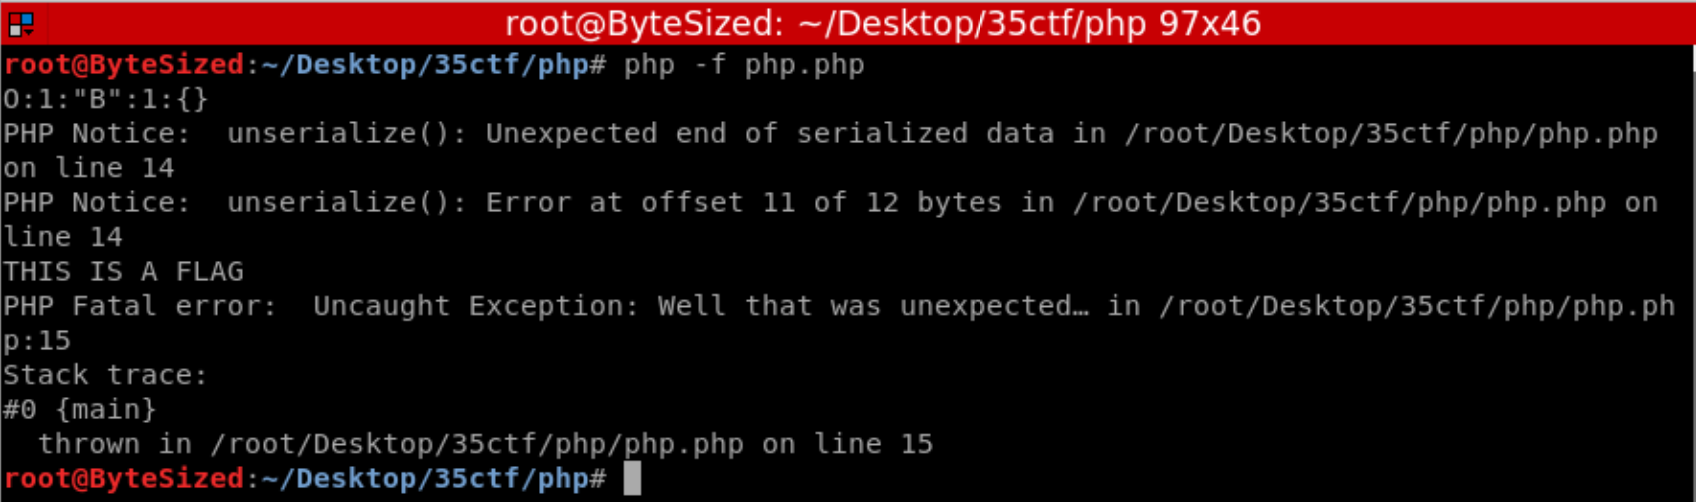 root@ByteSized: ~/Desktop/35ctf/php 97x46
root@ByteSized:~/Desktop/35ctf/php# php -f php.php
O:1:"B":1:{}
PHP Notice:  unserialize(): Unexpected end of serialized data in /root/Desktop/35ctf/php/php.php
on line 14
PHP Notice:  unserialize(): Error at offset 11 of 12 bytes in /root/Desktop/35ctf/php/php.php on
line 14
THIS IS A FLAG
PHP Fatal error:  Uncaught Exception: Well that was unexpected… in /root/Desktop/35ctf/php/php.ph
p:15
Stack trace:
#0 {main}
  thrown in /root/Desktop/35ctf/php/php.php on line 15
root@ByteSized:~/Desktop/35ctf/php#